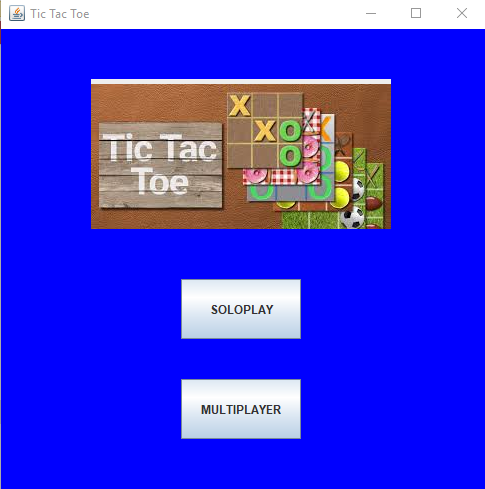 Tic Tac Toe
Tic Tac
Toe
X
X O
O
SOLOPLAY
MULTIPLAYER